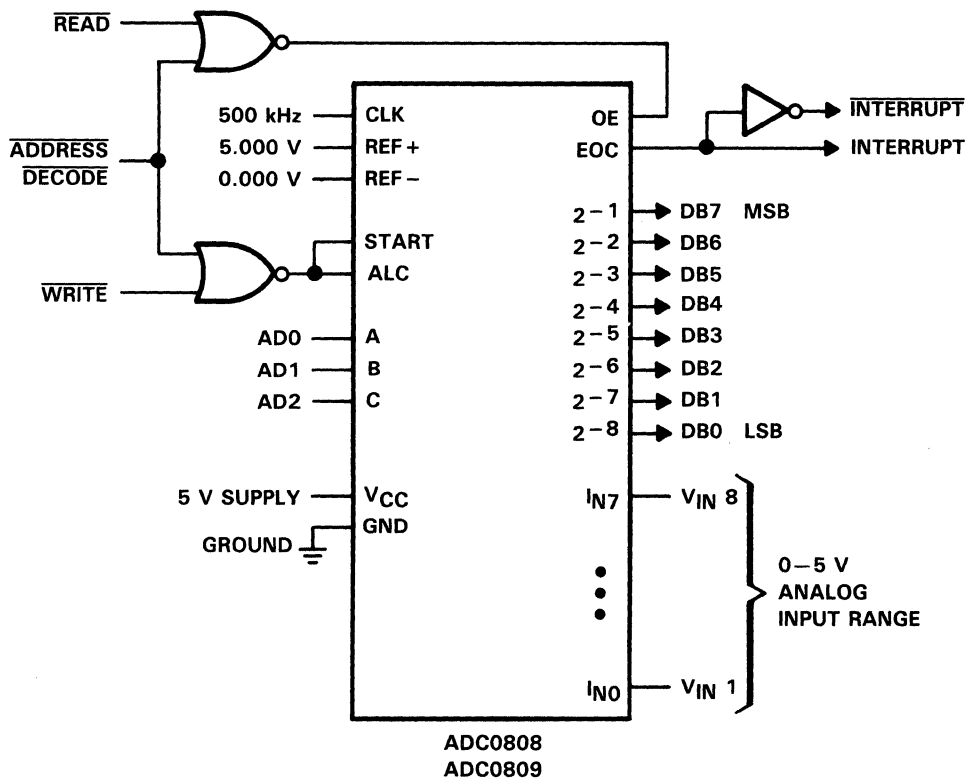 READ
ADDRESS
DECODE
WRITE
500 kHz
5.000 V
0.000 V
AD0
AD1
AD2
5 V SUPPLY
GROUND
CLK
REF+
REF−
START
ALC
A
B
C
VCC
GND
OE
EOC
2−1
2−2
2−3
2−4
2−5
2−6
2−7
2−8
IN7
IN0
INTERRUPT
INTERRUPT
DB7 MSB
DB6
DB5
DB4
DB3
DB2
DB1
DB0 LSB
VIN 8
VIN 1
0−5 V
ANALOG
INPUT RANGE
ADC0808
ADC0809